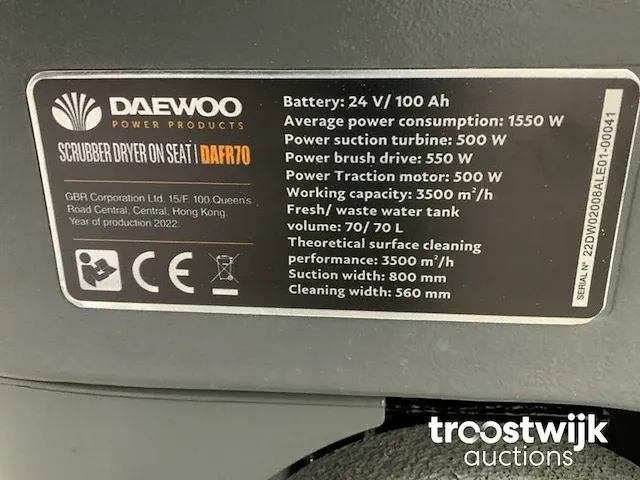 DAEWOO
POWER PRODUCTS
SCRUBBER DRYER ON SEAT | DAFR70
GBR Corporation Ltd. 15/F. 100 Queen's
Road Central, Central, Hong Kong.
Year of production 2022.
CE
Battery: 24 V/ 100 Ah
Average power consumption: 1550 W
Power suction turbine: 500 W
Power brush drive: 550 W
Power Traction motor: 500 W
Working capacity: 3500 m²/h
Fresh/ waste water tank
volume: 70/ 70 L
Theoretical surface cleaning
performance: 3500 m²/h
Suction width: 800 mm
Cleaning width: 560 mm
SERIAL N° 22DW02008ALE01-00041
troostwijk
auctions